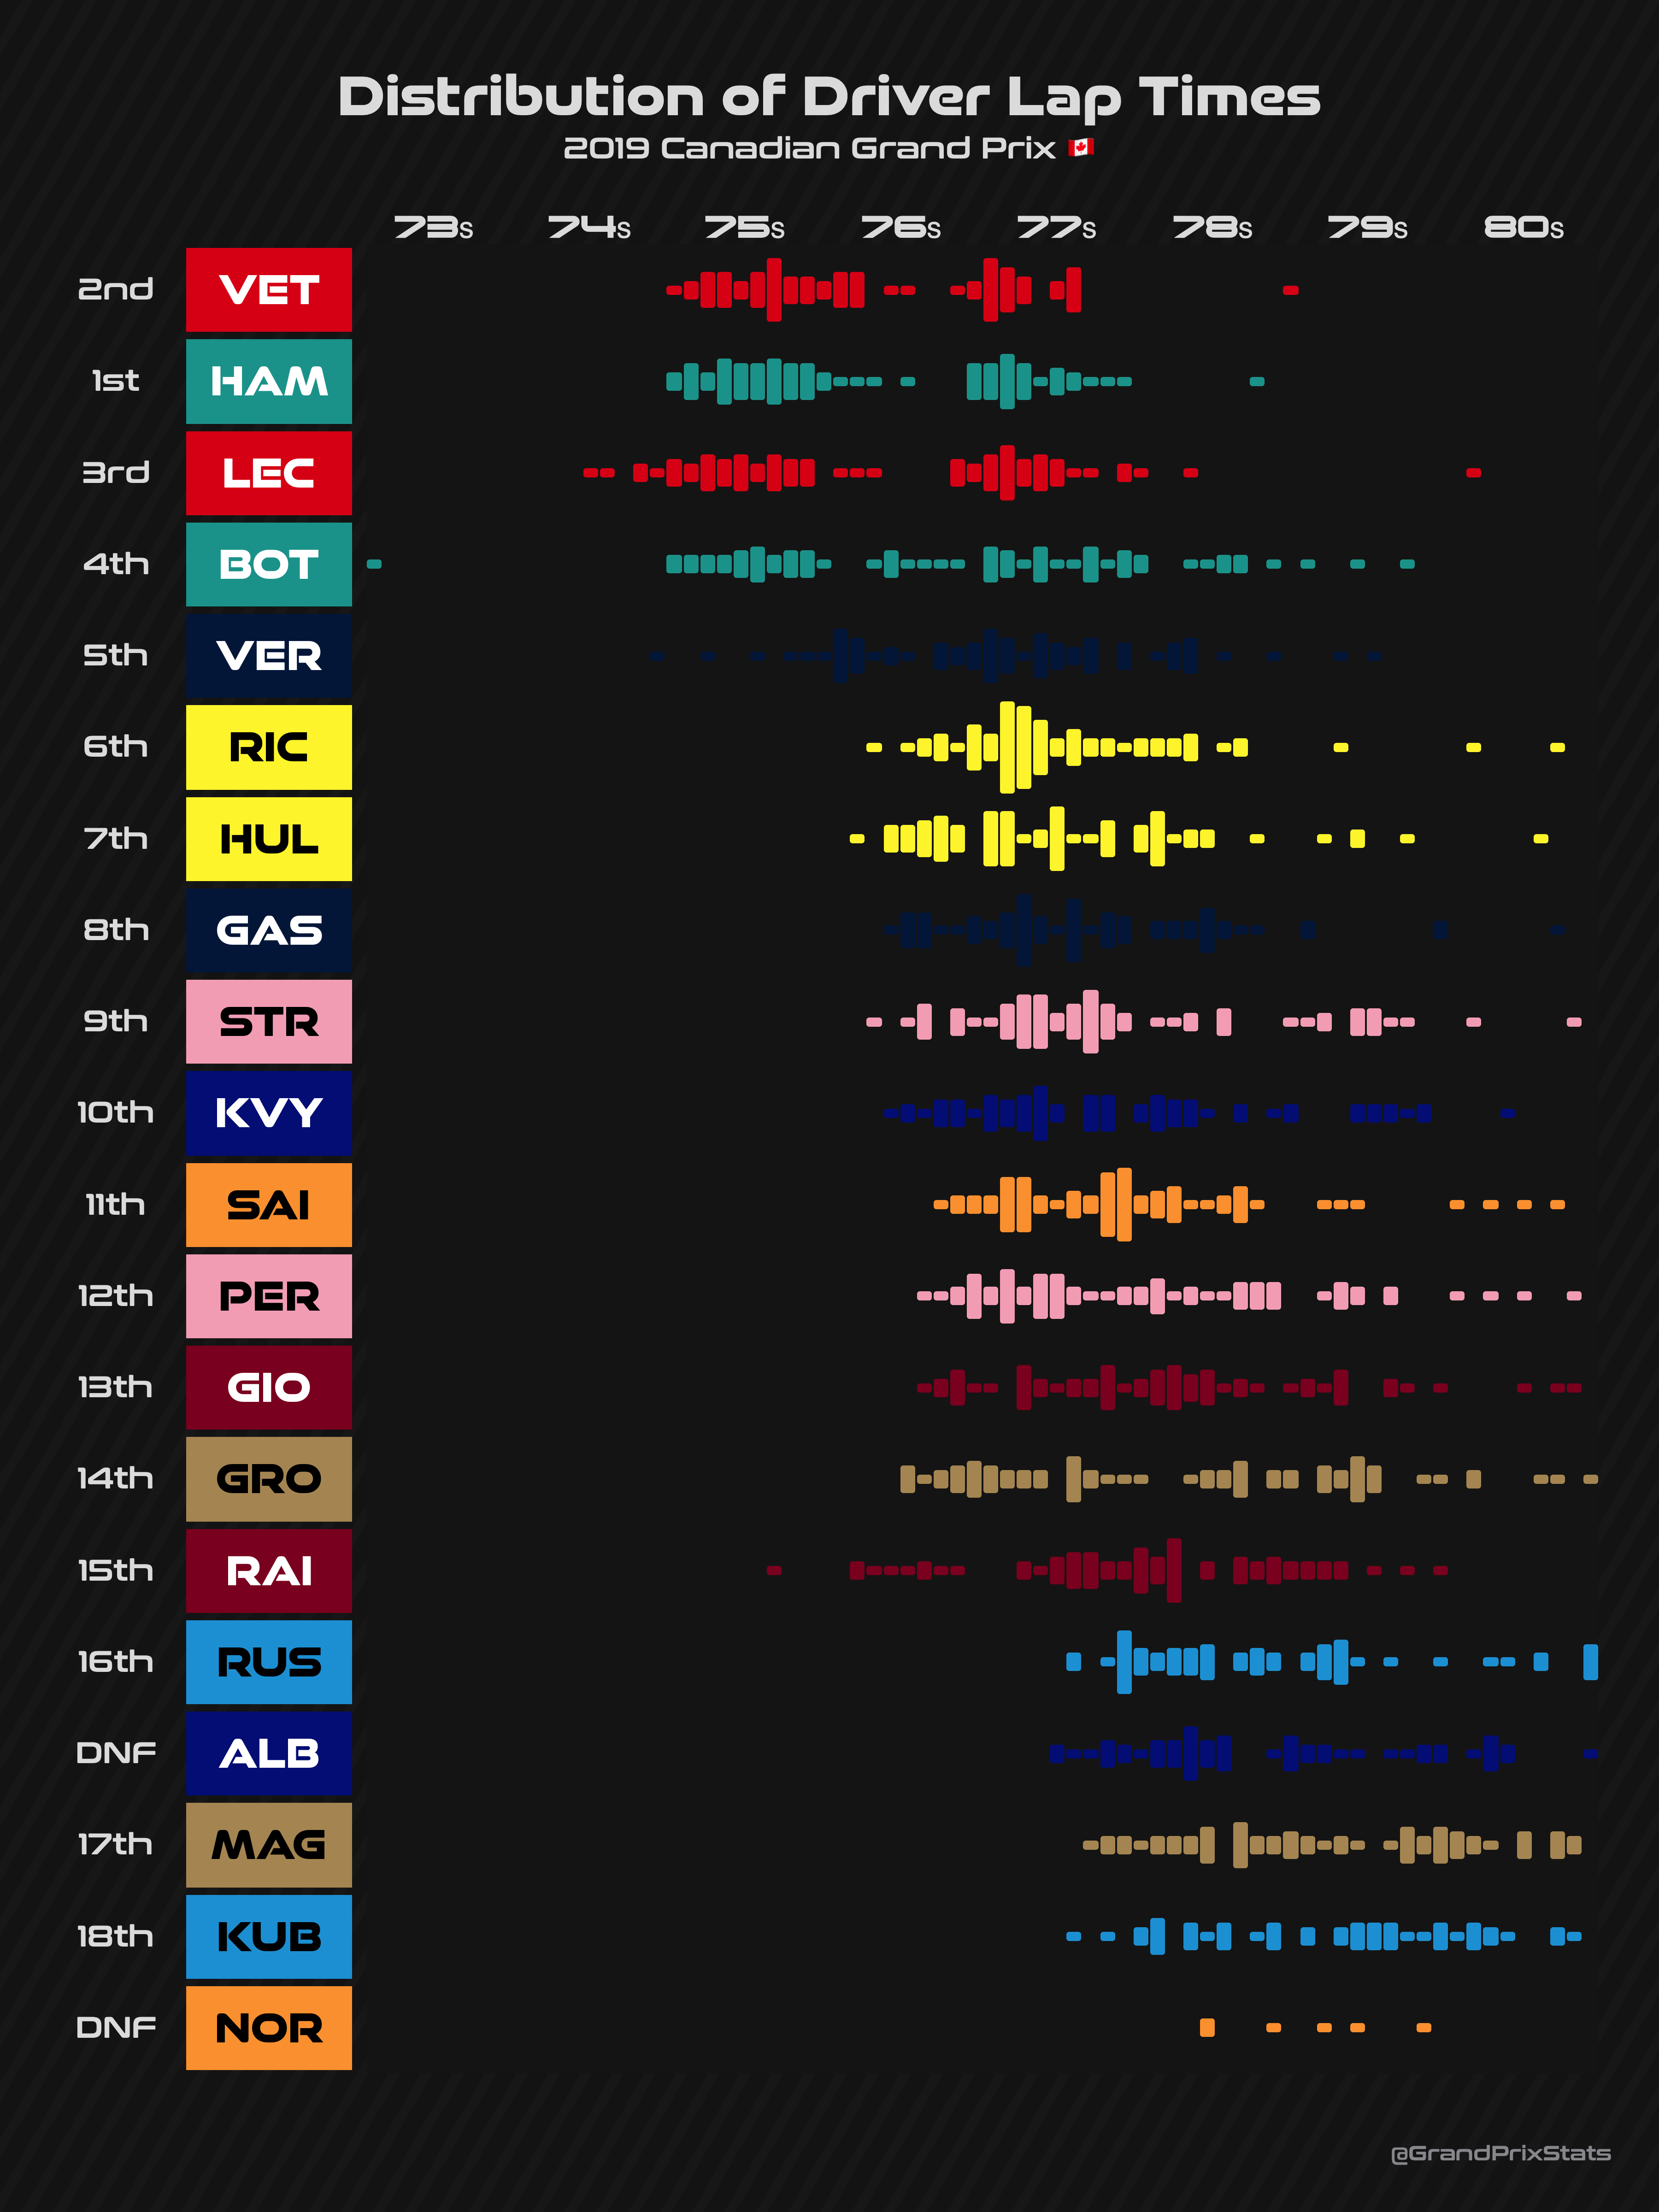 Distribution of Driver Lap Times
2019 Canadian Grand Prix 🇨🇦
73s 74s 75s 76s 77s 78s 79s 80s
2nd VET
1st HAM
3rd LEC
4th BOT
5th VER
6th RIC
7th HUL
8th GAS
9th STR
10th KVY
11th SAI
12th PER
13th GIO
14th GRO
15th RAI
16th RUS
DNF ALB
17th MAG
18th KUB
DNF NOR
@GrandPrixStats